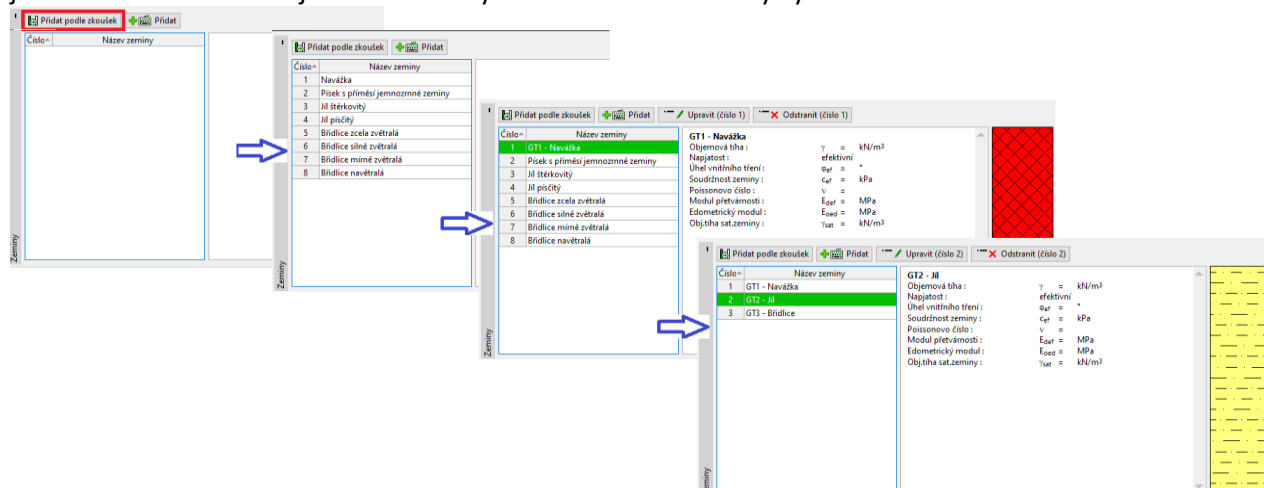 Přidat podle zkoušek Přidat
Číslo Název zeminy
Zeminy
Přidat podle zkoušek Přidat
Číslo Název zeminy
1 Navážka
2 Písek s příměsí jemnozrnné zeminy
3 Jíl štěrkovitý
4 Jíl písčitý
5 Břidlice zcela zvětralá
6 Břidlice silně zvětralá
7 Břidlice mírně zvětralá
8 Břidlice navětralá
Zeminy
Přidat podle zkoušek Přidat Upravit (číslo 1) Odstranit (číslo 1)
Číslo Název zeminy
1 GT1 - Navážka
2 Písek s příměsí jemnozrnné zeminy
3 Jíl štěrkovitý
4 Jíl písčitý
5 Břidlice zcela zvětralá
6 Břidlice silně zvětralá
7 Břidlice mírně zvětralá
8 Břidlice navětralá
GT1 - Navážka
Objemová tíha : γ = kN/m³
Napjatost : efektivní
Úhel vnitřního tření : φef = °
Soudržnost zeminy : cef = kPa
Poissonovo číslo : ν =
Modul přetvárnosti : Edef = MPa
Edometrický modul : Eoed = MPa
Obj.tíha sat.zeminy : γsat = kN/m³
Zeminy
Přidat podle zkoušek Přidat Upravit (číslo 2) Odstranit (číslo 2)
Číslo Název zeminy
1 GT1 - Navážka
2 GT2 - Jíl
3 GT3 - Břidlice
GT2 - Jíl
Objemová tíha : γ = kN/m³
Napjatost : efektivní
Úhel vnitřního tření : φef = °
Soudržnost zeminy : cef = kPa
Poissonovo číslo : ν =
Modul přetvárnosti : Edef = MPa
Edometrický modul : Eoed = MPa
Obj.tíha sat.zeminy : γsat = kN/m³